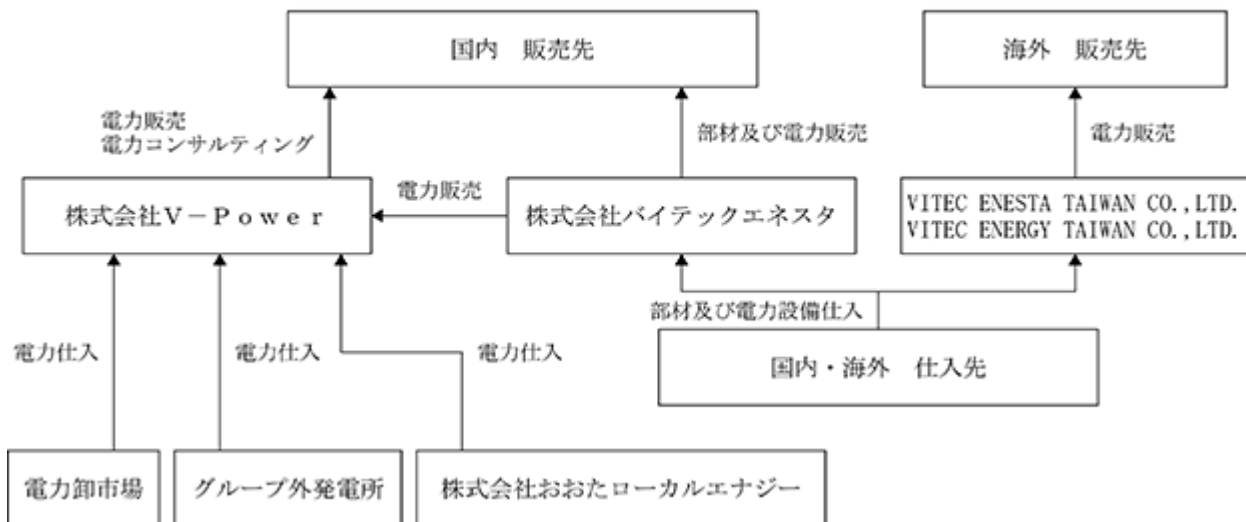 国内　販売先
海外　販売先
電力販売
電力コンサルティング
部材及び電力販売
電力販売
株式会社Ｖ－Ｐｏｗｅｒ
電力販売
株式会社バイテックエネスタ
VITEC ENESTA TAIWAN CO.,LTD.
VITEC ENERGY TAIWAN CO.,LTD.
部材及び電力設備仕入
電力仕入
電力仕入
電力仕入
国内・海外　仕入先
電力卸市場
グループ外発電所
株式会社おおたローカルエナジー